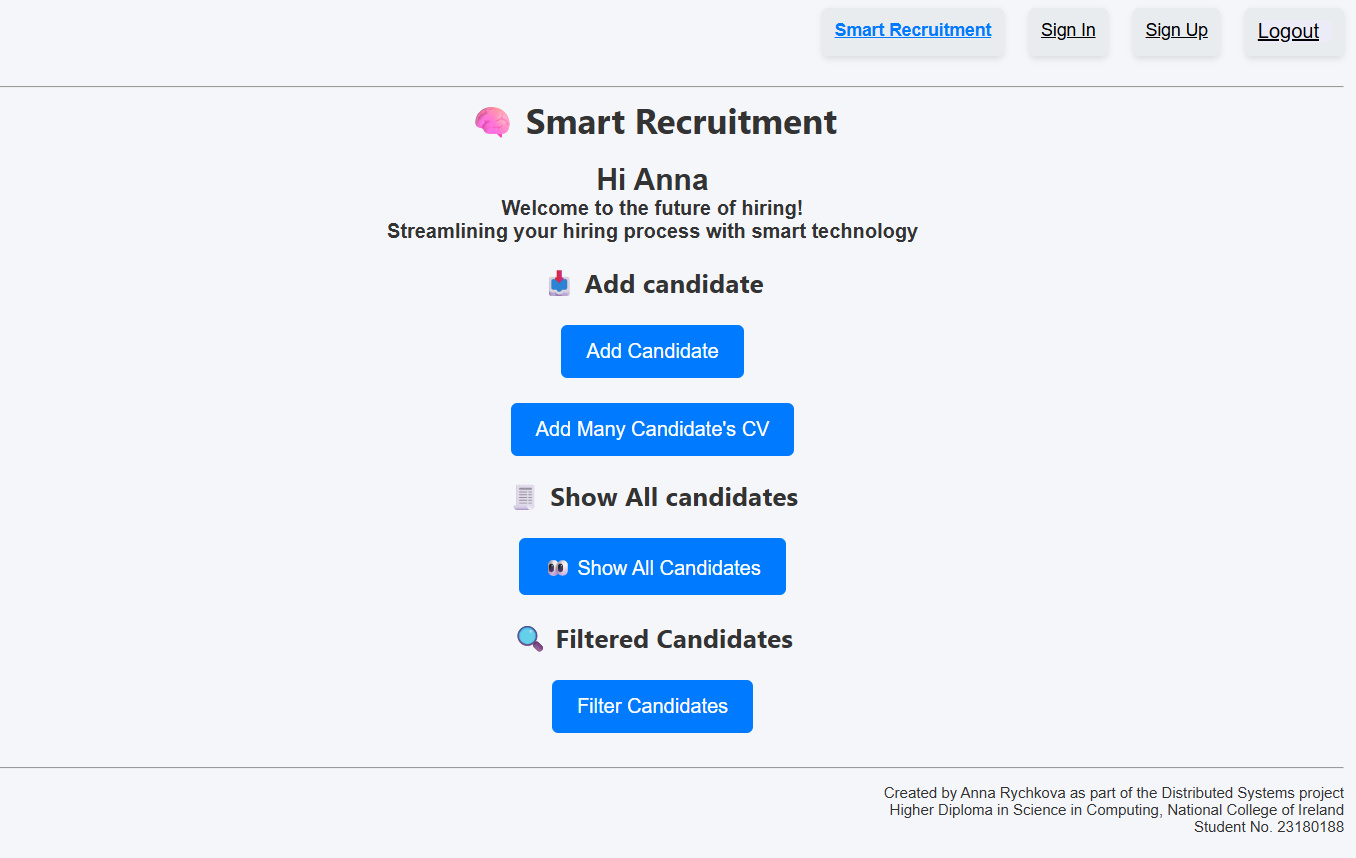 Smart Recruitment
Sign In
Sign Up
Logout
Smart Recruitment
Hi Anna
Welcome to the future of hiring!
Streamlining your hiring process with smart technology
Add candidate
Add Candidate
Add Many Candidate's CV
Show All candidates
Show All Candidates
Filtered Candidates
Filter Candidates
Created by Anna Rychkova as part of the Distributed Systems project
Higher Diploma in Science in Computing, National College of Ireland
Student No. 23180188